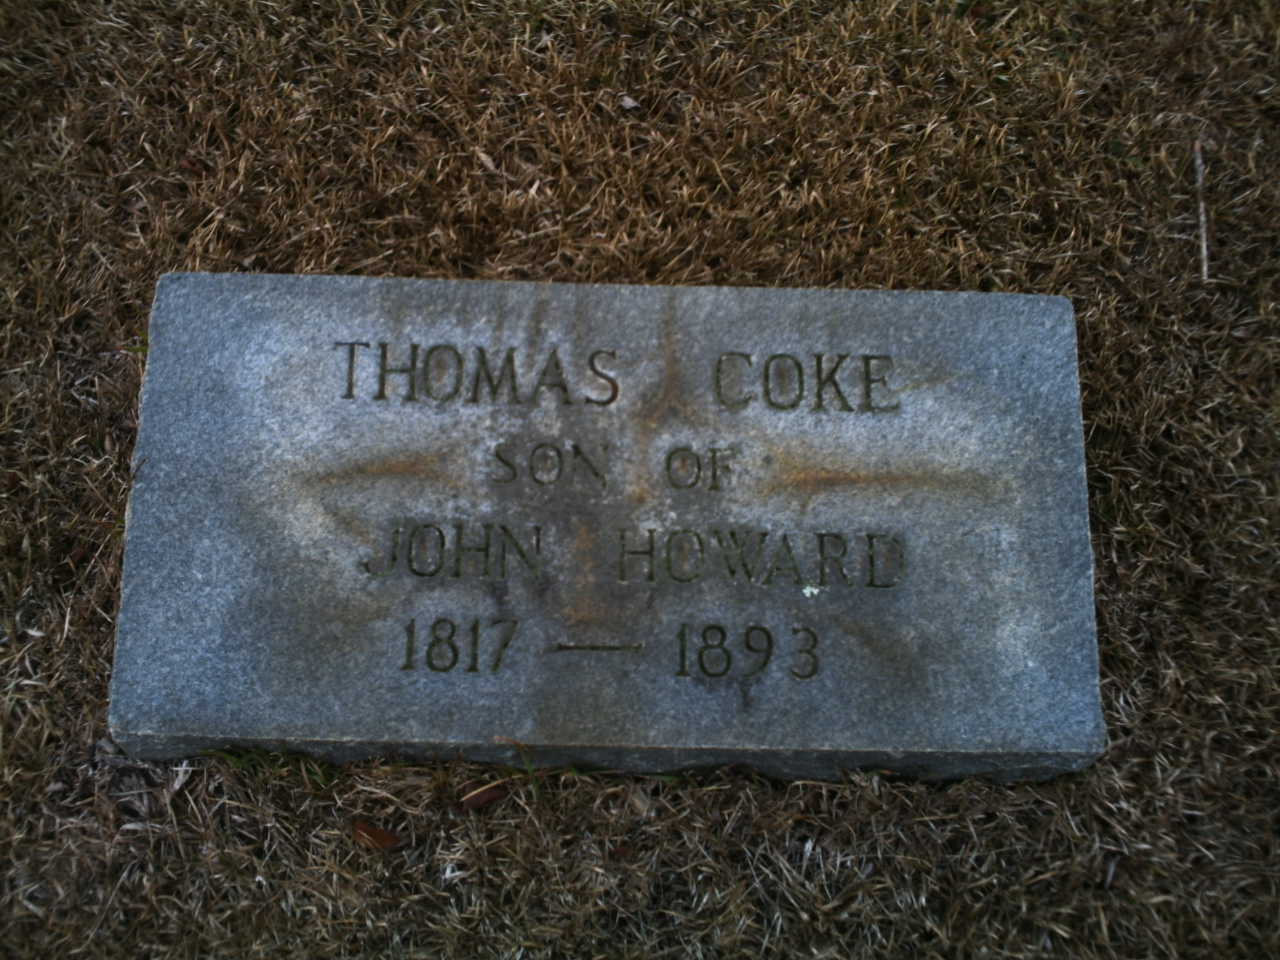 THOMAS COKE
SON OF
JOHN HOWARD
1817 — 1893